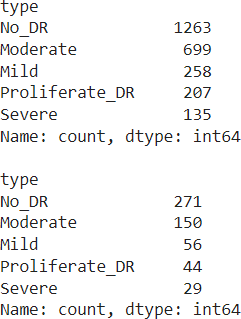 type
No_DR 1263
Moderate 699
Mild 258
Proliferate_DR 207
Severe 135
Name: count, dtype: int64
type
No_DR 271
Moderate 150
Mild 56
Proliferate_DR 44
Severe 29
Name: count, dtype: int64